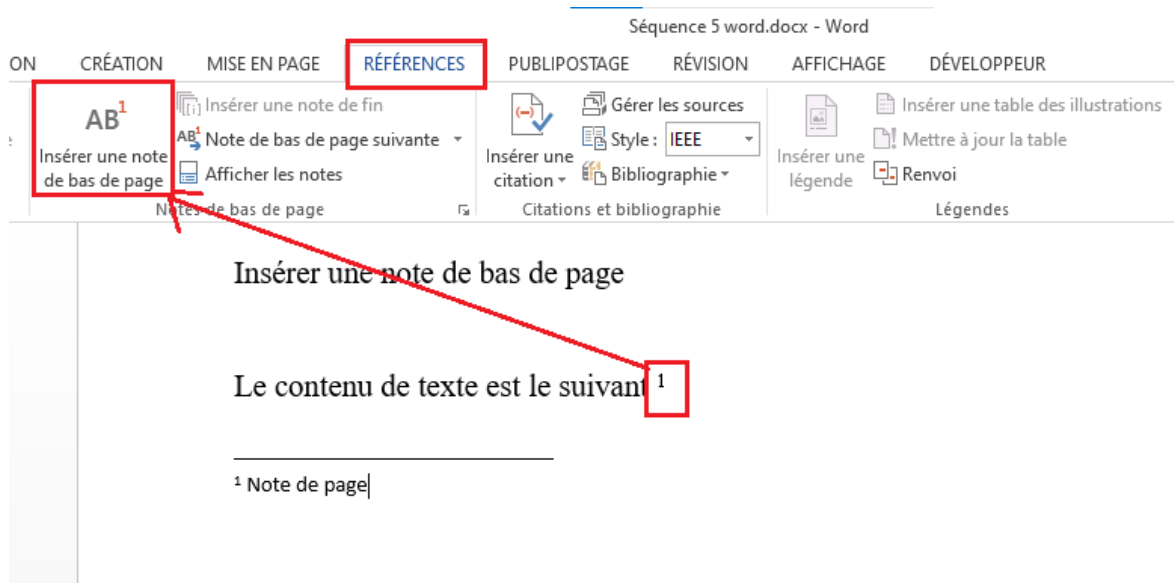 Séquence 5 word.docx - Word
ON CRÉATION MISE EN PAGE RÉFÉRENCES PUBLIPOSTAGE RÉVISION AFFICHAGE DÉVELOPPEUR
AB1
Insérer une note
de bas de page
Insérer une note de fin
AB1 Note de bas de page suivante
Afficher les notes
Notes de bas de page
Insérer une
citation
Gérer les sources
Style : IEEE
Bibliographie
Citations et bibliographie
Insérer une
légende
Insérer une table des illustrations
Mettre à jour la table
Renvoi
Légendes
Insérer une note de bas de page
Le contenu de texte est le suivant 1
1 Note de page